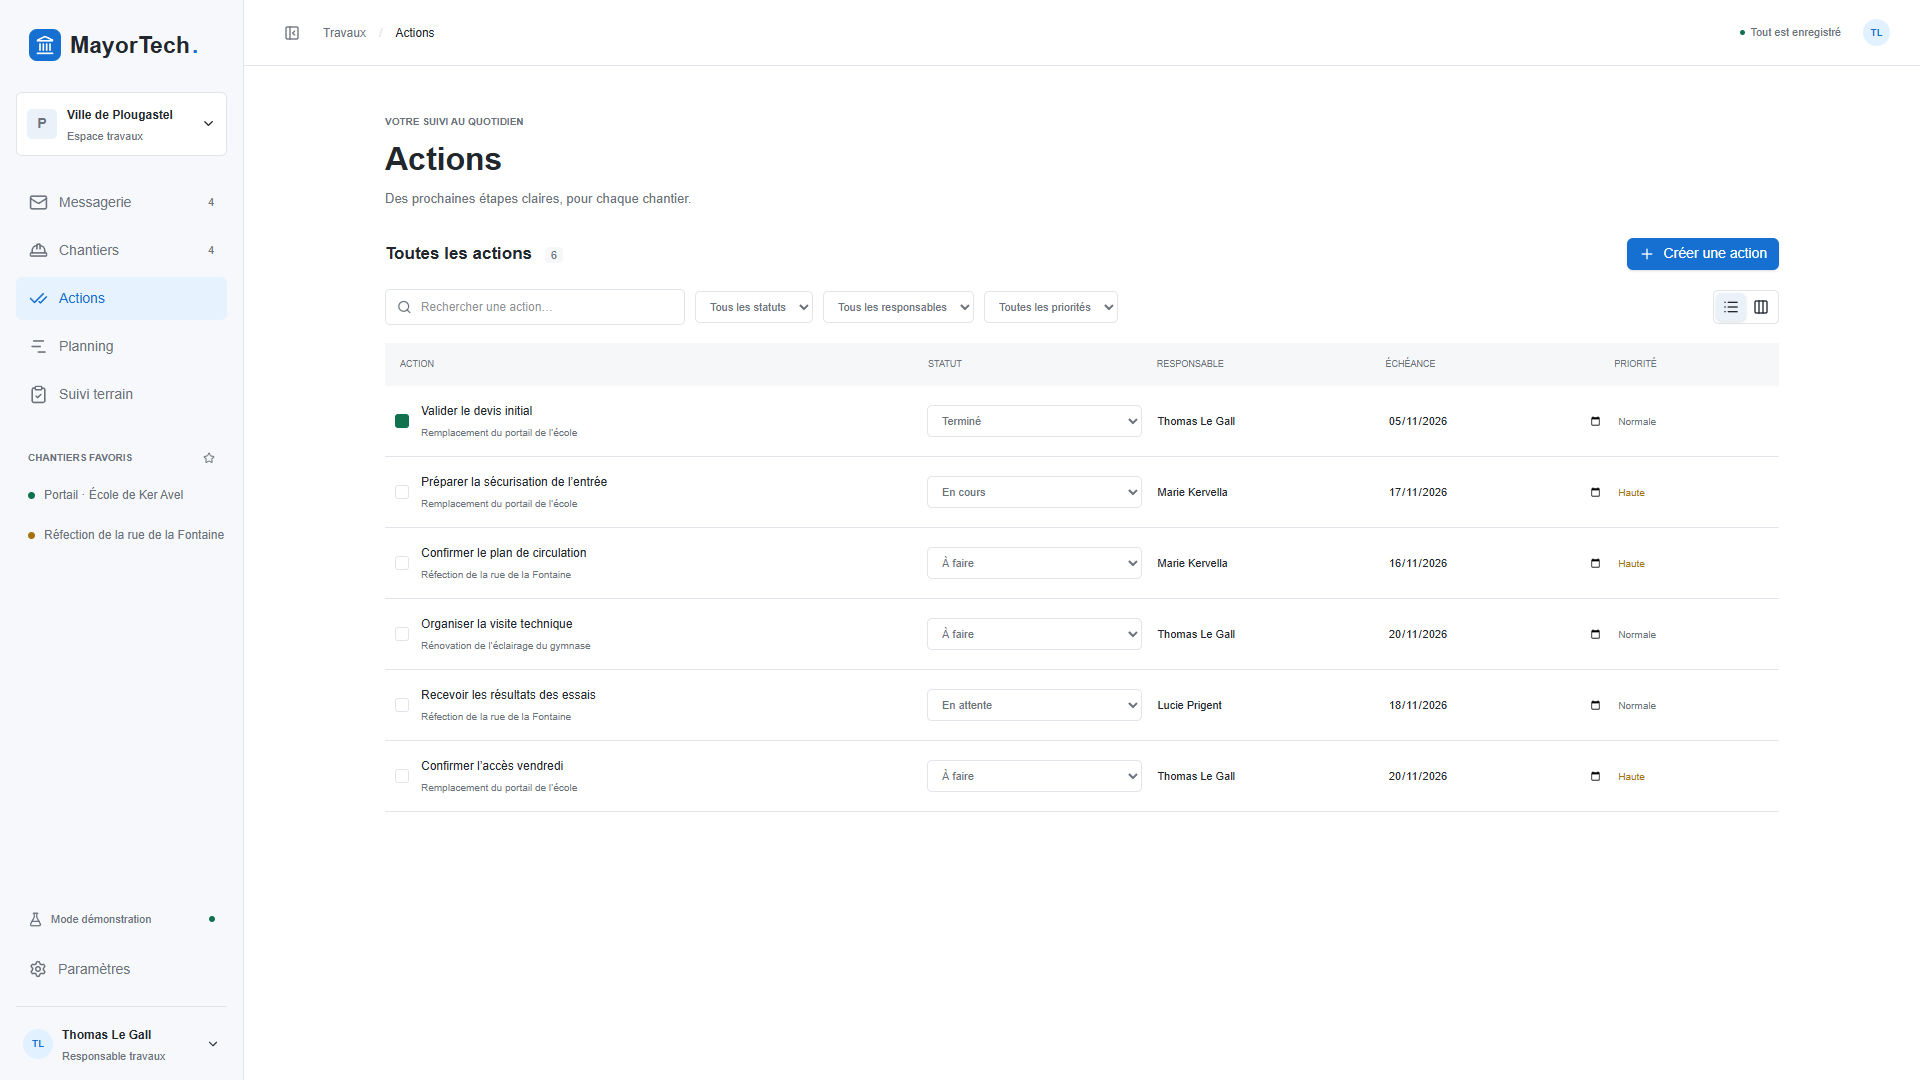 MayorTech.
Ville de Plougastel
P
Espace travaux
Messagerie 4
Chantiers 4
Actions
Planning
Suivi terrain
CHANTIERS FAVORIS
Portail · École de Ker Avel
Réfection de la rue de la Fontaine
Mode démonstration
Paramètres
TL
Thomas Le Gall
Responsable travaux
Travaux / Actions
Tout est enregistré TL
VOTRE SUIVI AU QUOTIDIEN
Actions
Des prochaines étapes claires, pour chaque chantier.
Toutes les actions 6
Créer une action
Rechercher une action… Tous les statuts Tous les responsables Toutes les priorités
ACTION STATUT RESPONSABLE ÉCHÉANCE PRIORITÉ
Valider le devis initial
Remplacement du portail de l'école
Terminé Thomas Le Gall 05/11/2026 Normale
Préparer la sécurisation de l'entrée
Remplacement du portail de l'école
En cours Marie Kervella 17/11/2026 Haute
Confirmer le plan de circulation
Réfection de la rue de la Fontaine
À faire Marie Kervella 16/11/2026 Haute
Organiser la visite technique
Rénovation de l'éclairage du gymnase
À faire Thomas Le Gall 20/11/2026 Normale
Recevoir les résultats des essais
Réfection de la rue de la Fontaine
En attente Lucie Prigent 18/11/2026 Normale
Confirmer l'accès vendredi
Remplacement du portail de l'école
À faire Thomas Le Gall 20/11/2026 Haute